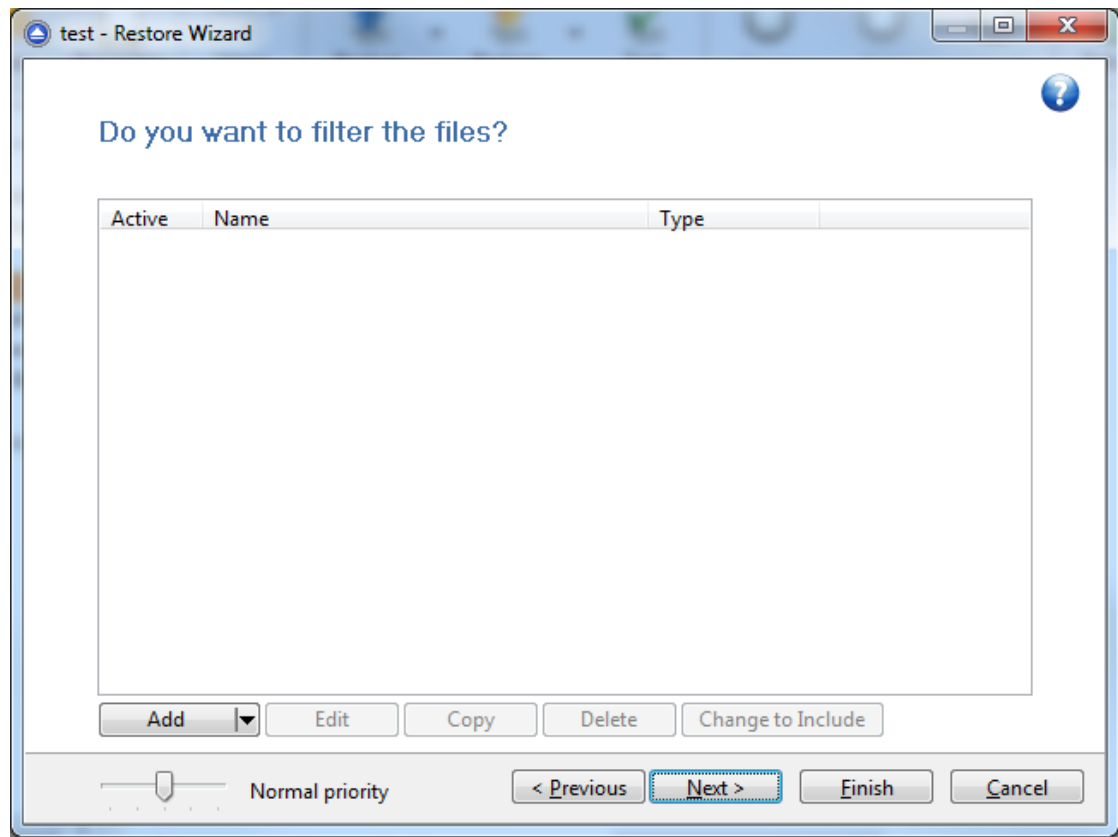 test - Restore Wizard
X
?
Do you want to filter the files?
Active Name Type
Add Edit Copy Delete Change to Include
Normal priority < Previous Next > Finish Cancel